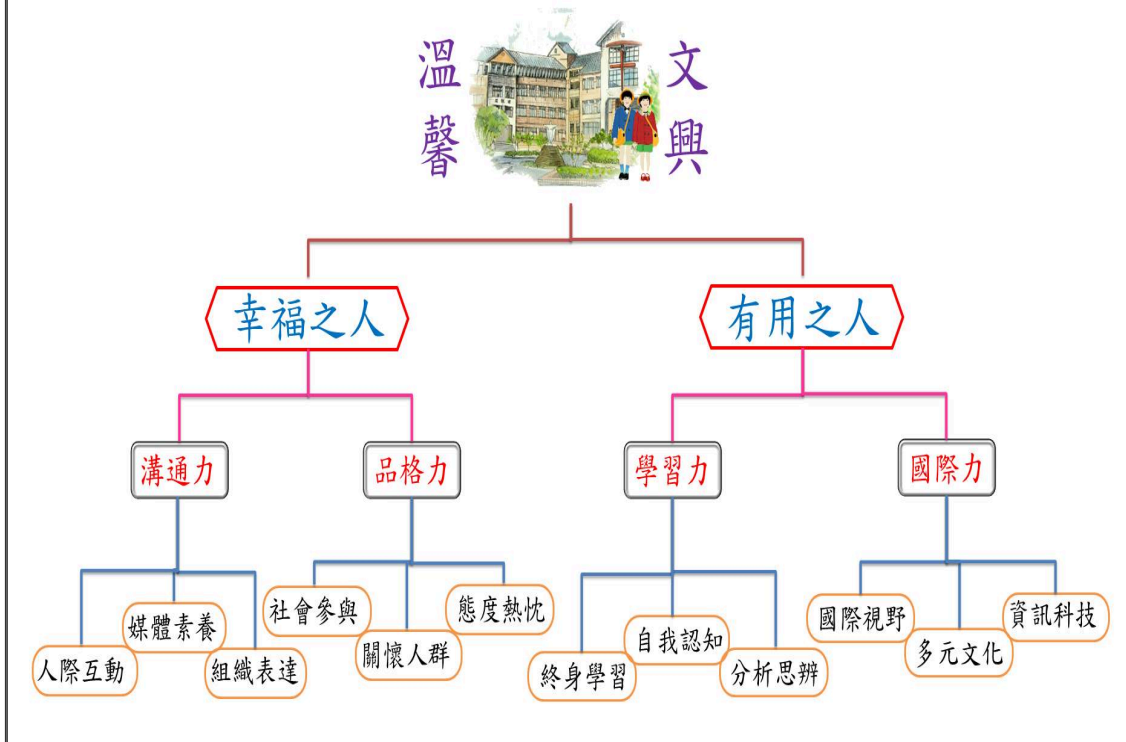 溫馨
文興
幸福之人
有用之人
溝通力
品格力
學習力
國際力
人際互動
媒體素養
組織表達
社會參與
關懷人群
態度熱忱
終身學習
自我認知
分析思辨
國際視野
多元文化
資訊科技